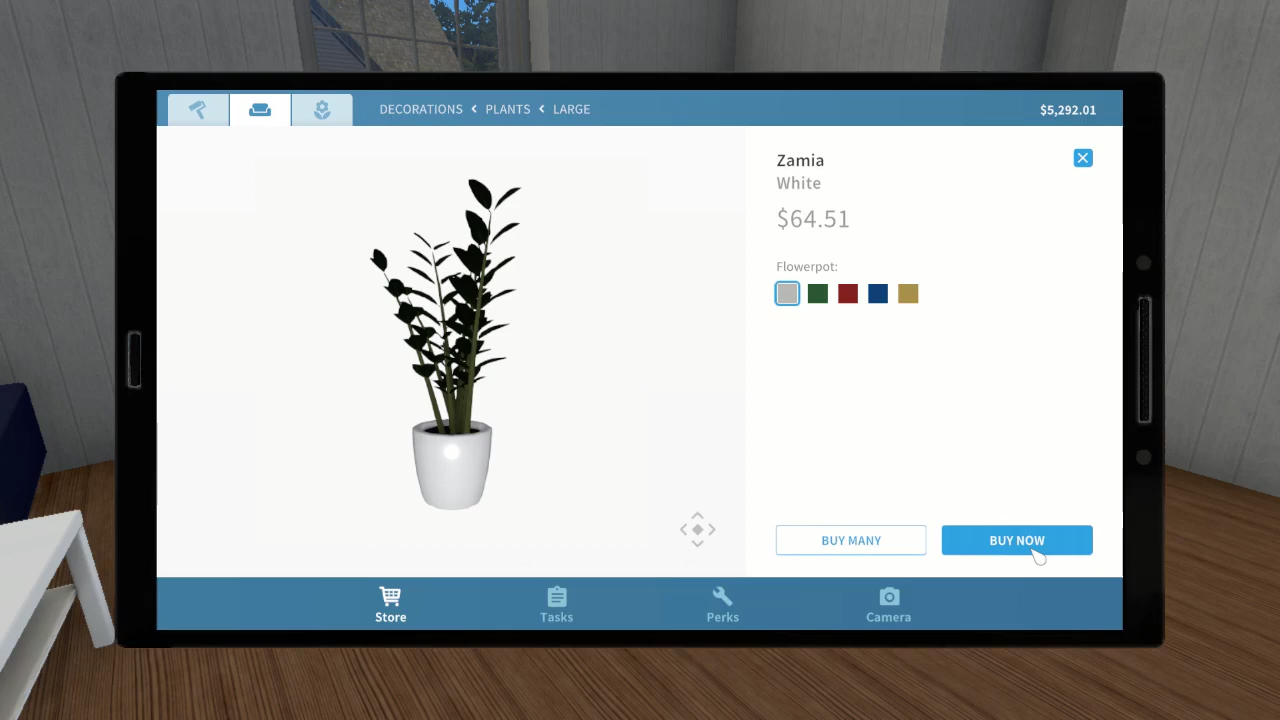 DECORATIONS < PLANTS < LARGE
$5,292.01
Zamia
White
$64.51
Flowerpot:
BUY MANY
BUY NOW
Store
Tasks
Perks
Camera